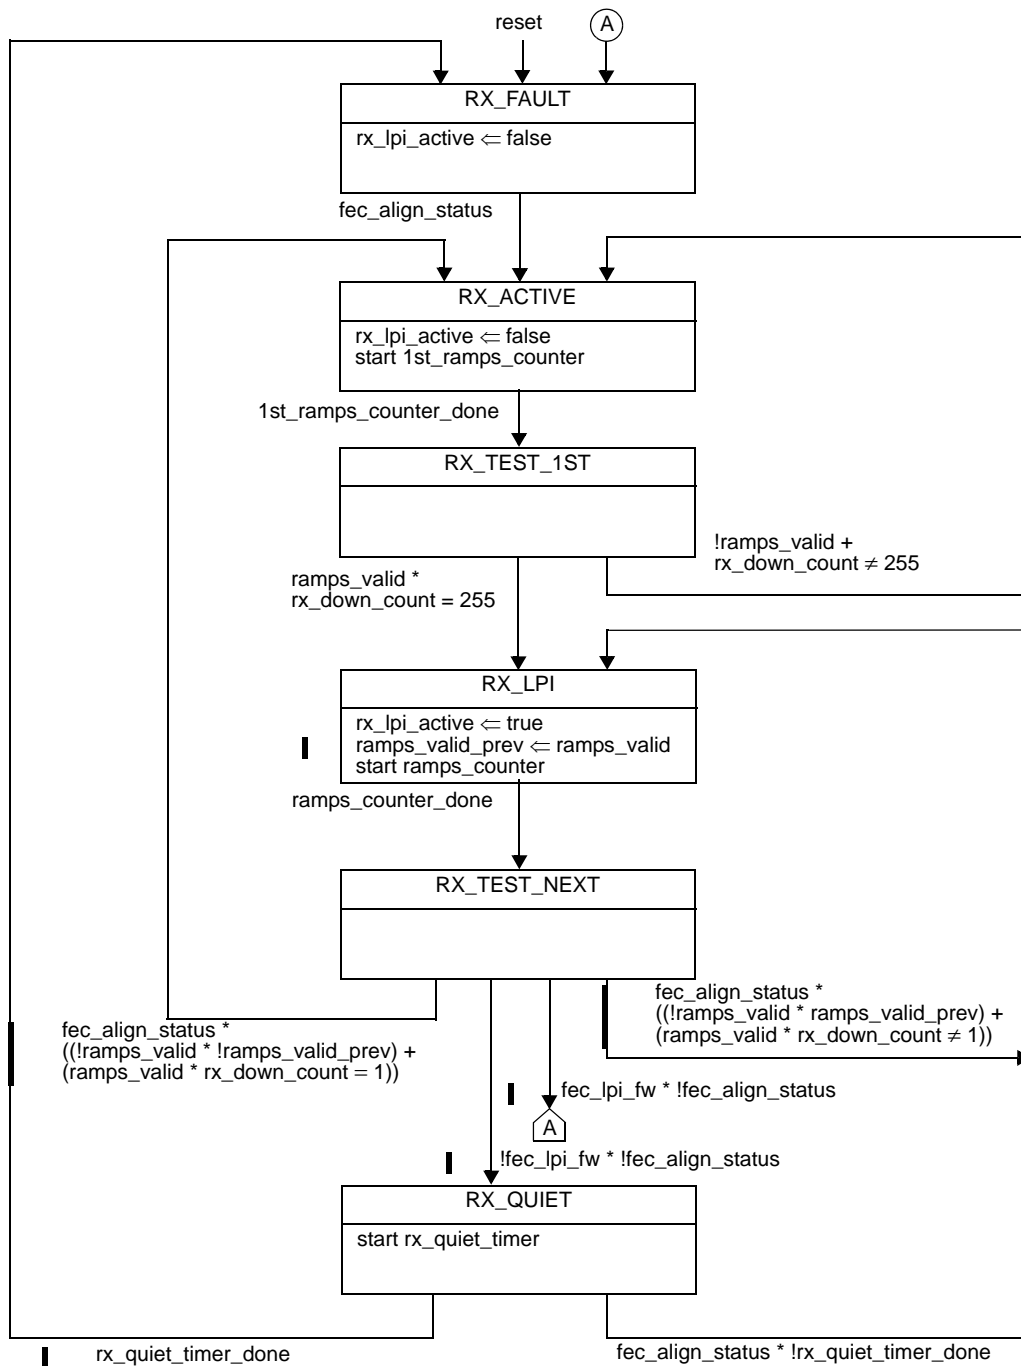 reset
A
RX_FAULT
rx_lpi_active ⇐ false
fec_align_status
RX_ACTIVE
rx_lpi_active ⇐ false
start 1st_ramps_counter
1st_ramps_counter_done
RX_TEST_1ST
!ramps_valid +
rx_down_count ≠ 255
ramps_valid *
rx_down_count = 255
RX_LPI
rx_lpi_active ⇐ true
ramps_valid_prev ⇐ ramps_valid
start ramps_counter
ramps_counter_done
RX_TEST_NEXT
fec_align_status *
((!ramps_valid * ramps_valid_prev) +
(ramps_valid * rx_down_count ≠ 1))
fec_align_status *
((!ramps_valid * !ramps_valid_prev) +
(ramps_valid * rx_down_count = 1))
fec_lpi_fw * !fec_align_status
A
!fec_lpi_fw * !fec_align_status
RX_QUIET
start rx_quiet_timer
rx_quiet_timer_done
fec_align_status * !rx_quiet_timer_done